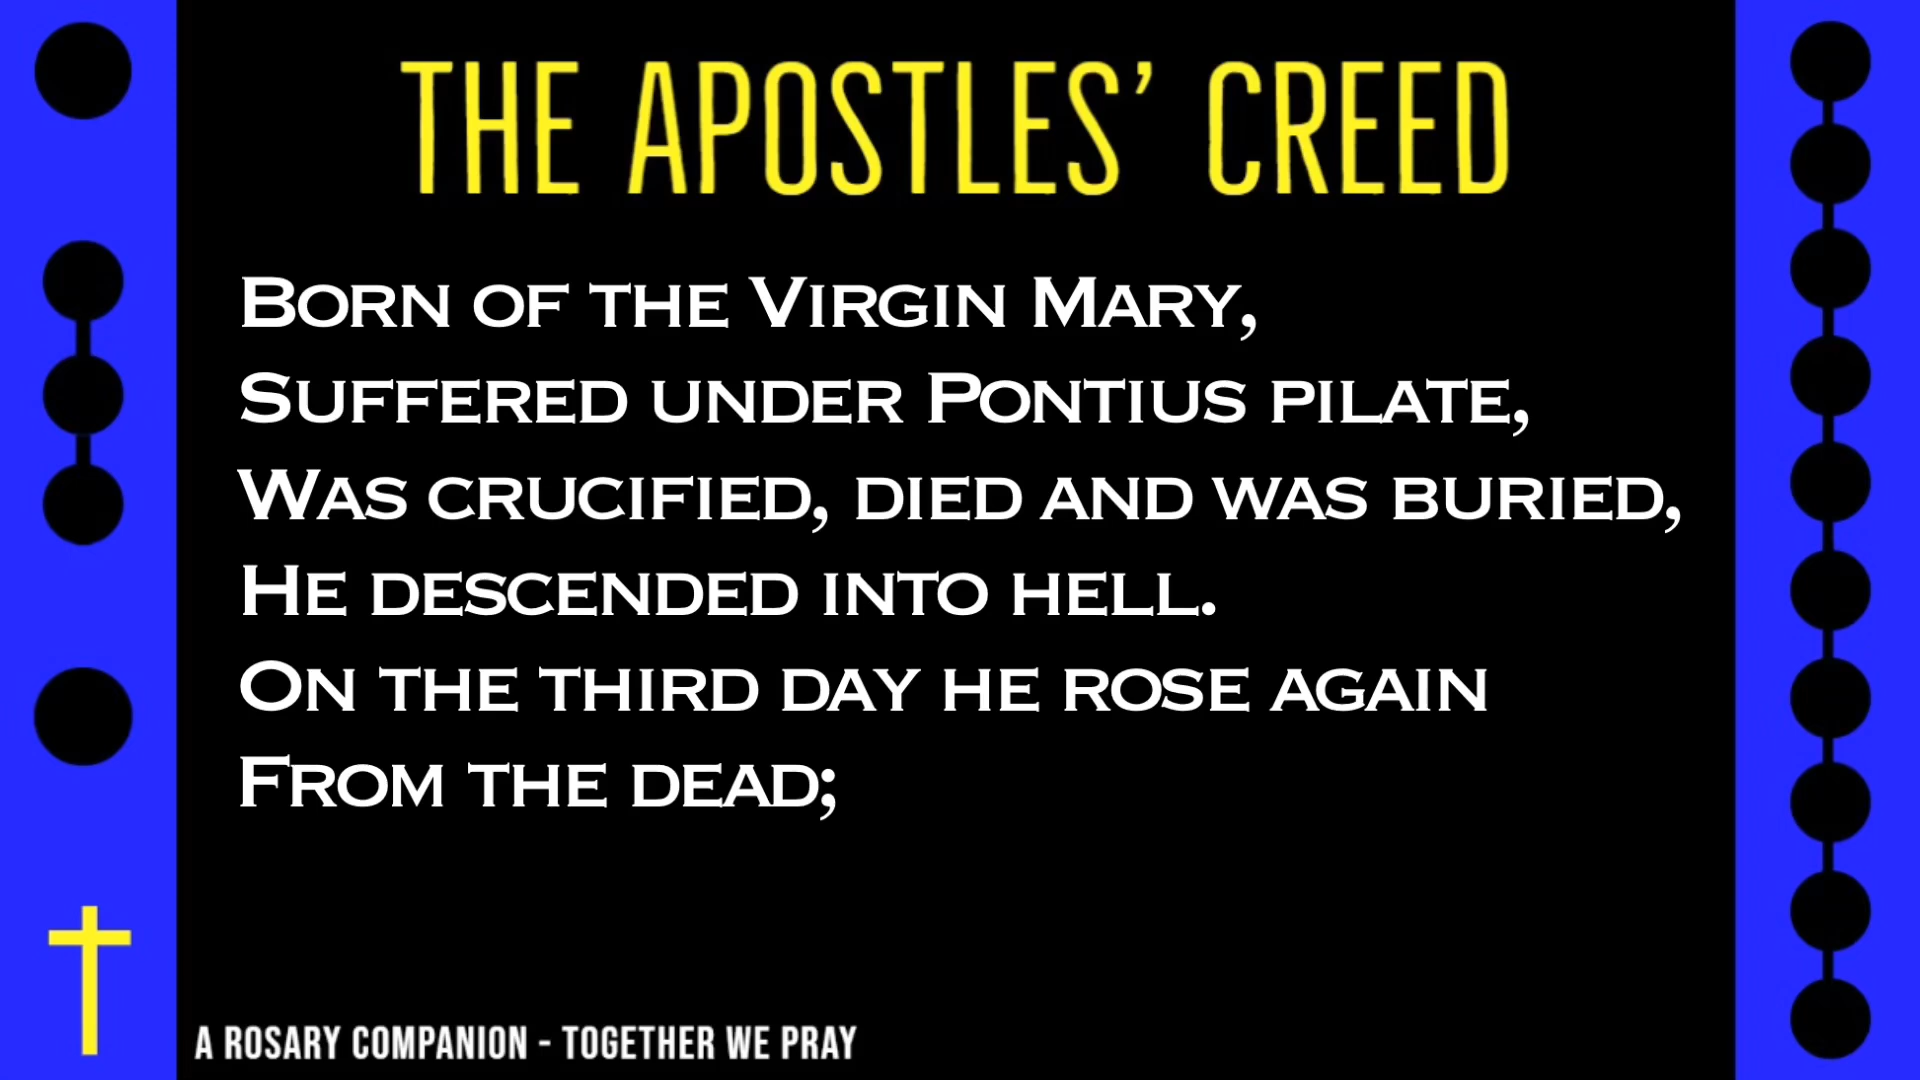 THE APOSTLES’ CREED
Born of the Virgin Mary,
Suffered under Pontius pilate,
Was crucified, died and was buried,
He descended into hell.
On the third day he rose again
From the dead;
A ROSARY COMPANION - TOGETHER WE PRAY